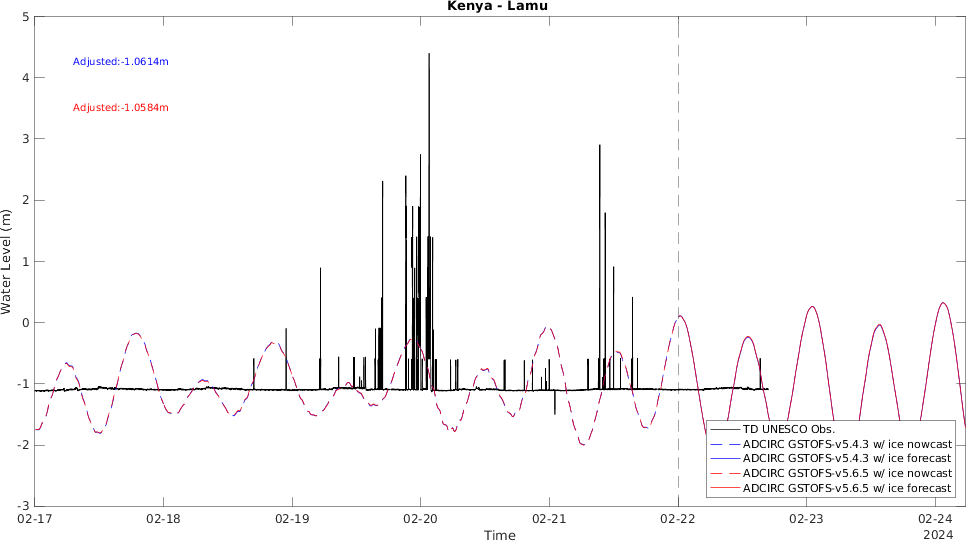 Kenya - Lamu
Adjusted:-1.0614m
Adjusted:-1.0584m
Water Level (m)
5
4
3
2
1
0
-1
-2
-3
TD UNESCO Obs.
ADCIRC GSTOFS-v5.4.3 w/ ice nowcast
ADCIRC GSTOFS-v5.4.3 w/ ice forecast
ADCIRC GSTOFS-v5.6.5 w/ ice nowcast
ADCIRC GSTOFS-v5.6.5 w/ ice forecast
02-17 02-18 02-19 02-20 02-21 02-22 02-23 02-24
Time
2024